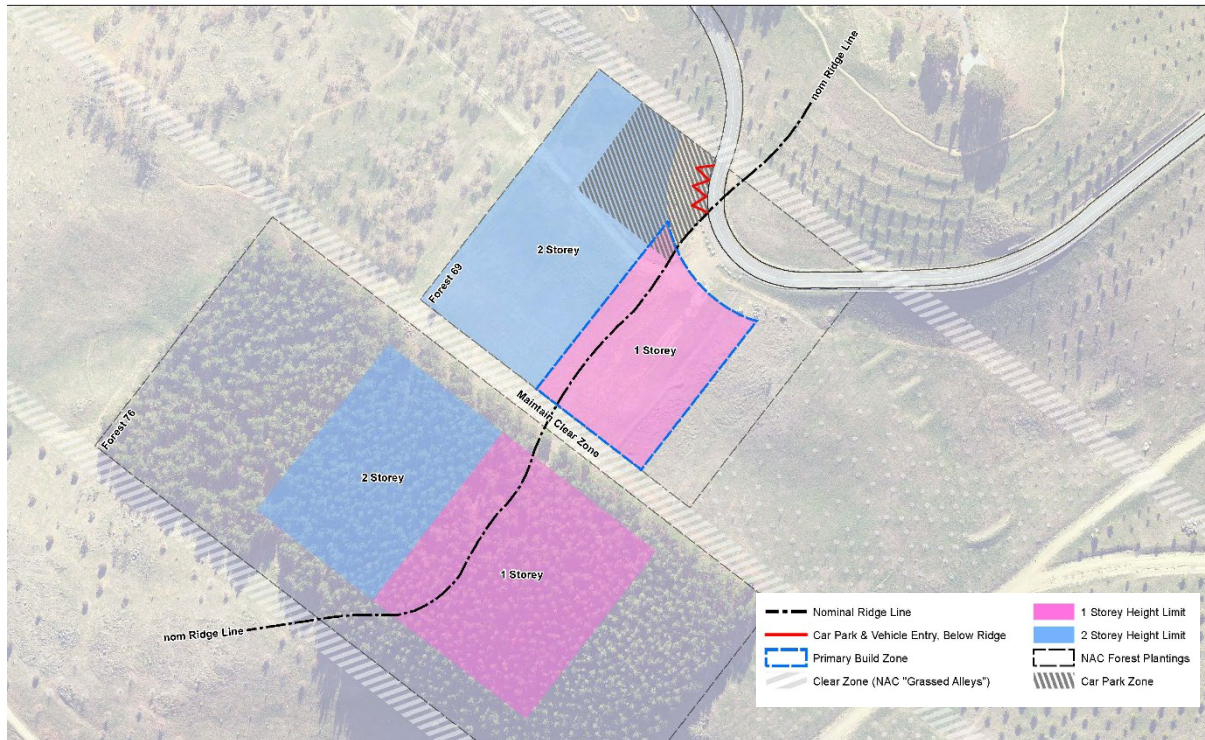 nom Ridge Line
2 Storey
Forest 69
1 Storey
Maintain Clear Zone
Forest 76
2 Storey
1 Storey
nom Ridge Line
Nominal Ridge Line
Car Park & Vehicle Entry, Below Ridge
Primary Build Zone
Clear Zone (NAC "Grassed Alleys")
1 Storey Height Limit
2 Storey Height Limit
NAC Forest Plantings
Car Park Zone